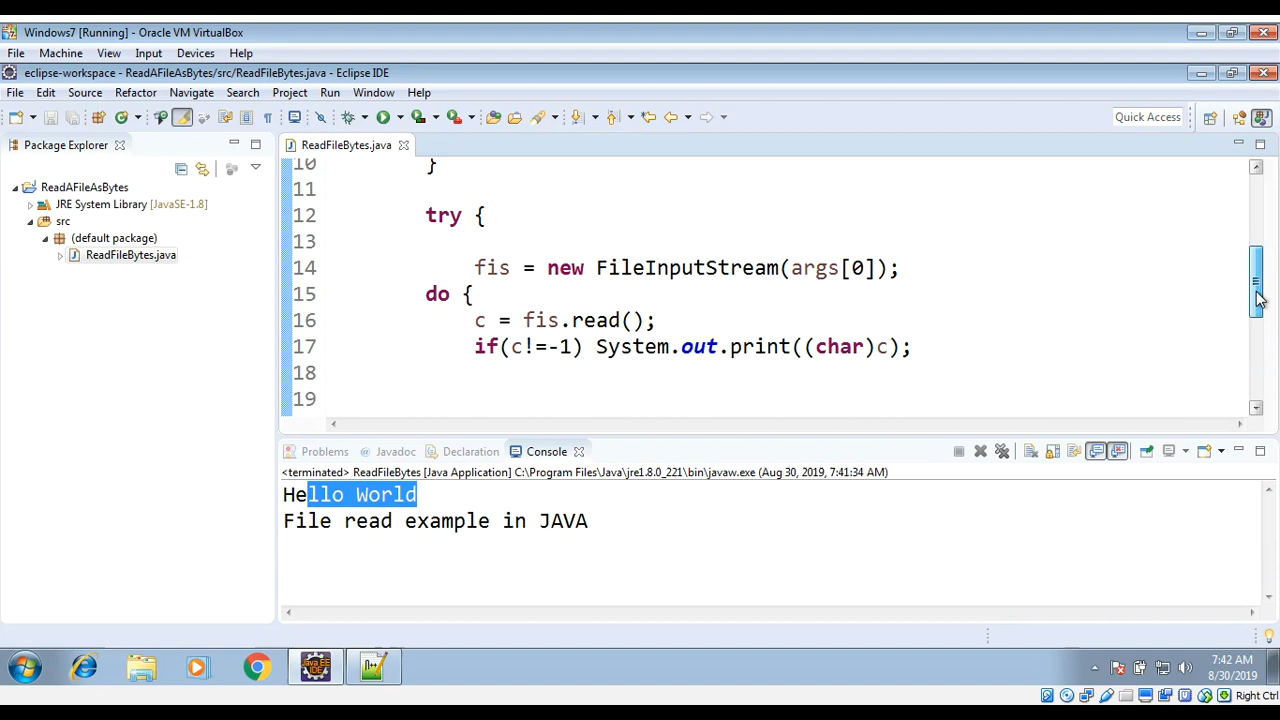 Windows7 [Running] - Oracle VM VirtualBox
File Machine View Input Devices Help
eclipse-workspace - ReadAFileAsBytes/src/ReadFileBytes.java - Eclipse IDE
File Edit Source Refactor Navigate Search Project Run Window Help
Quick Access
Package Explorer
ReadAFileAsBytes
JRE System Library [JavaSE-1.8]
src
(default package)
ReadFileBytes.java
ReadFileBytes.java
10 }
11
12 try {
13
14 fis = new FileInputStream(args[0]);
15 do {
16 c = fis.read();
17 if(c!=-1) System.out.print((char)c);
18
19
Problems @ Javadoc Declaration Console
<terminated> ReadFileBytes [Java Application] C:\Program Files\Java\jre1.8.0_221\bin\javaw.exe (Aug 30, 2019, 7:41:34 AM)
Hello World
File read example in JAVA
Java EE
IDE
7:42 AM
8/30/2019
Right Ctrl